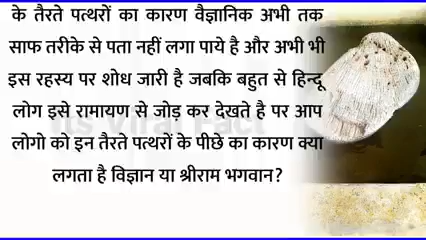 के तैरते पत्थरों का कारण वैज्ञानिक अभी तक
साफ तरीके से पता नहीं लगा पाये है और अभी भी
इस रहस्य पर शोध जारी है जबकि बहुत से हिन्दू
लोग इसे रामायण से जोड़ कर देखते है पर आप
लोगो को इन तैरते पत्थरों के पीछे का कारण क्या
लगता है विज्ञान या श्रीराम भगवान?